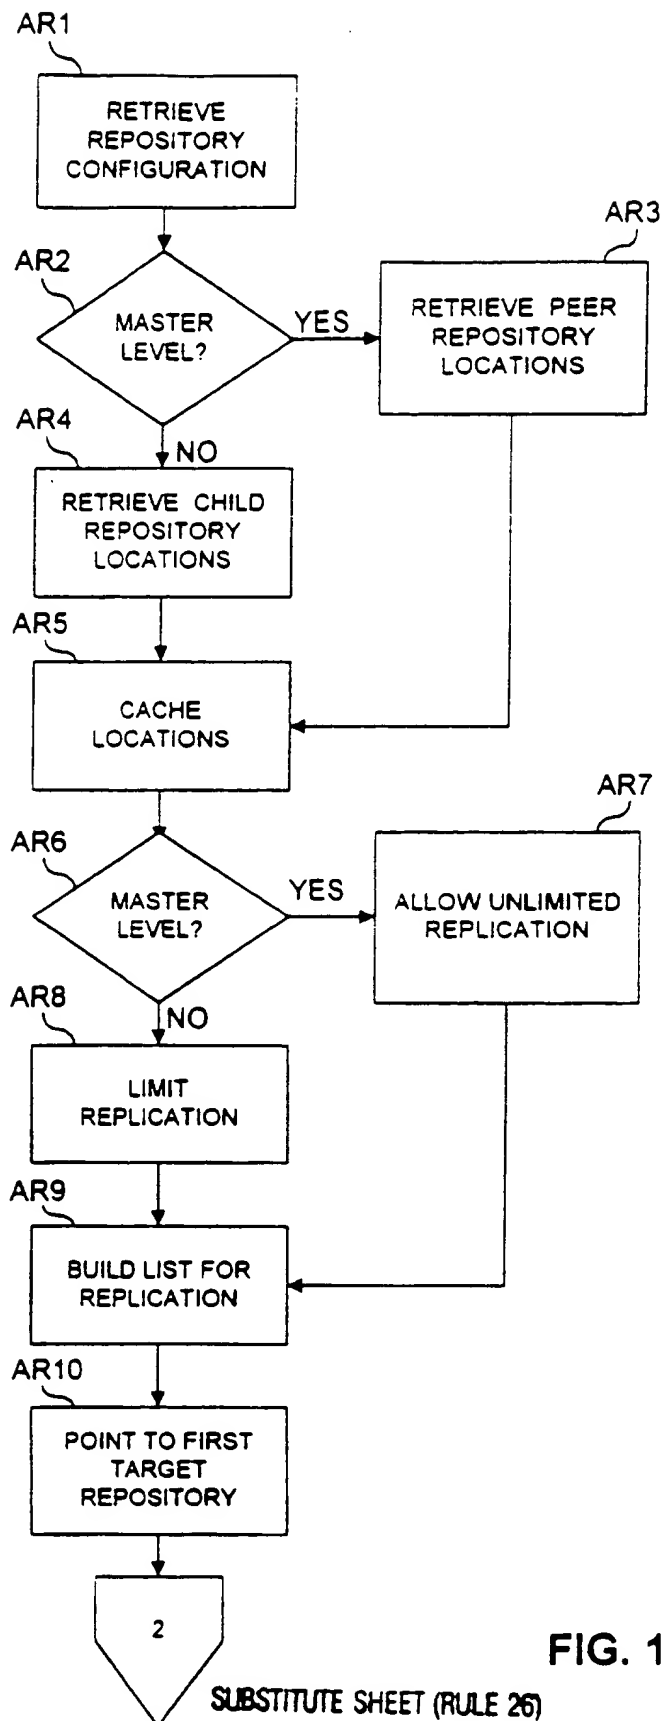 AR1
RETRIEVE
REPOSITORY
CONFIGURATION
AR2
MASTER
LEVEL?
YES
AR3
RETRIEVE PEER
REPOSITORY
LOCATIONS
NO
AR4
RETRIEVE CHILD
REPOSITORY
LOCATIONS
AR5
CACHE
LOCATIONS
AR6
MASTER
LEVEL?
YES
AR7
ALLOW UNLIMITED
REPLICATION
NO
AR8
LIMIT
REPLICATION
AR9
BUILD LIST FOR
REPLICATION
AR10
POINT TO FIRST
TARGET
REPOSITORY
2
FIG. 1
SUBSTITUTE SHEET (RULE 26)